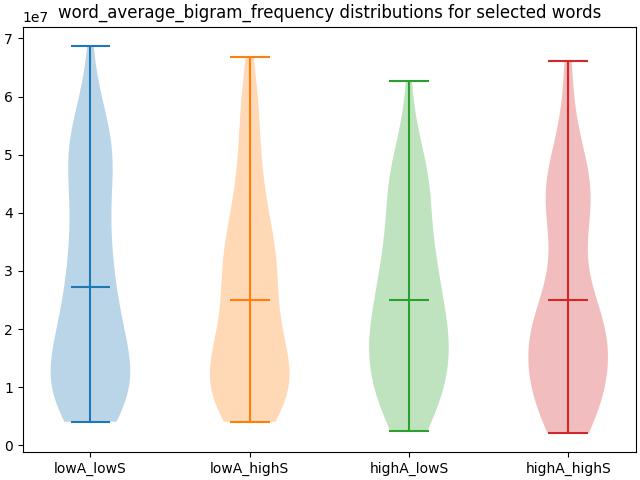 word_average_bigram_frequency distributions for selected words
1e7
7
6
5
4
3
2
1
0
lowA_lowS lowA_highS highA_lowS highA_highS